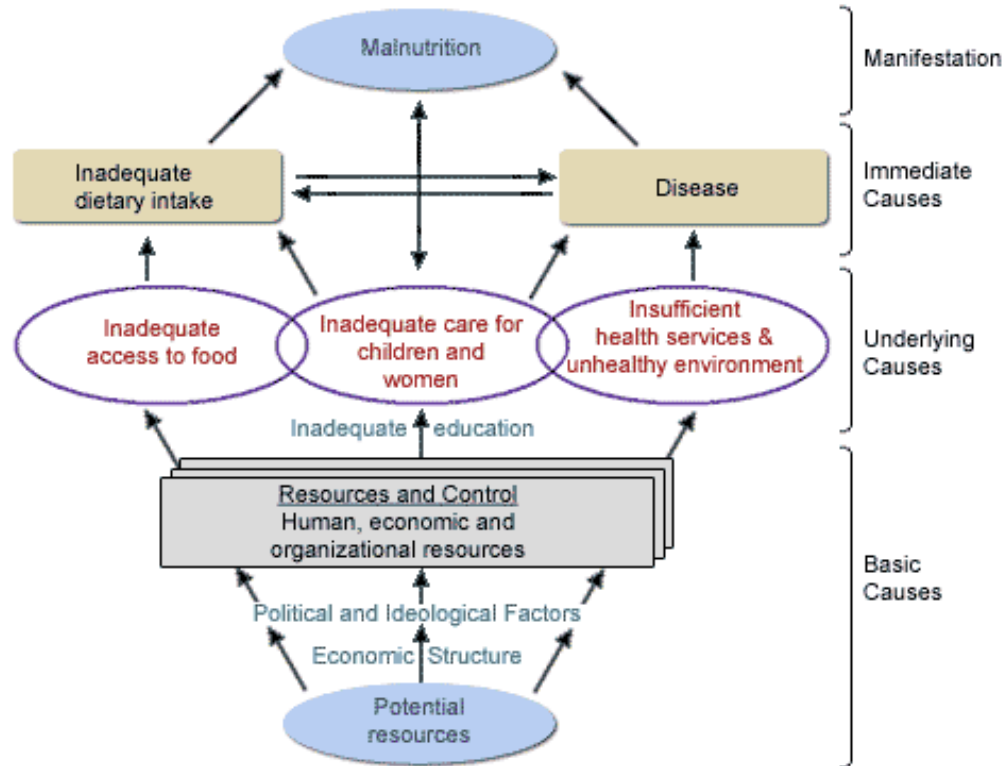 Malnutrition
Manifestation
Inadequate
dietary intake
Disease
Immediate
Causes
Inadequate
access to food
Inadequate care for
children and
women
Insufficient
health services &
unhealthy environment
Underlying
Causes
Inadequate education
Resources and Control
Human, economic and
organizational resources
Basic
Causes
Political and Ideological Factors
Economic Structure
Potential
resources